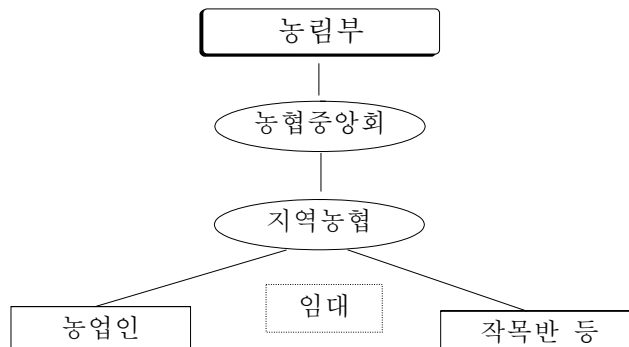 농림부
농협중앙회
지역농협
임대
농업인
작목반 등